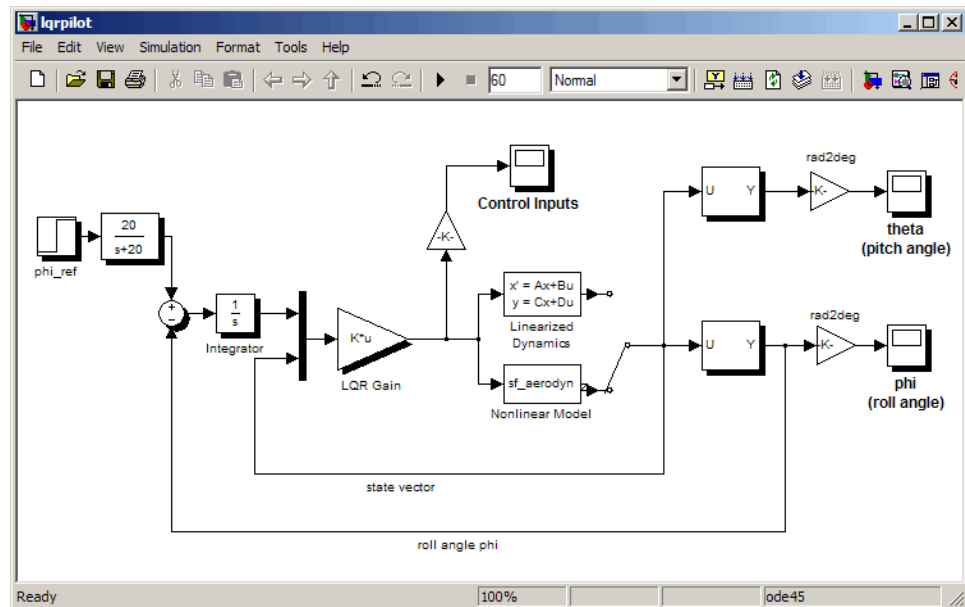 lqrpilot
File Edit View Simulation Format Tools Help
60 Normal
Y
phi_ref
20
s+20
+
−
1
s
Integrator
K*u
LQR Gain
-K-
Control Inputs
x' = Ax+Bu
y = Cx+Du
Linearized
Dynamics
sf_aerodyn
Nonlinear Model
U Y
rad2deg
-K-
theta
(pitch angle)
U Y
rad2deg
-K-
phi
(roll angle)
state vector
roll angle phi
Ready 100% ode45